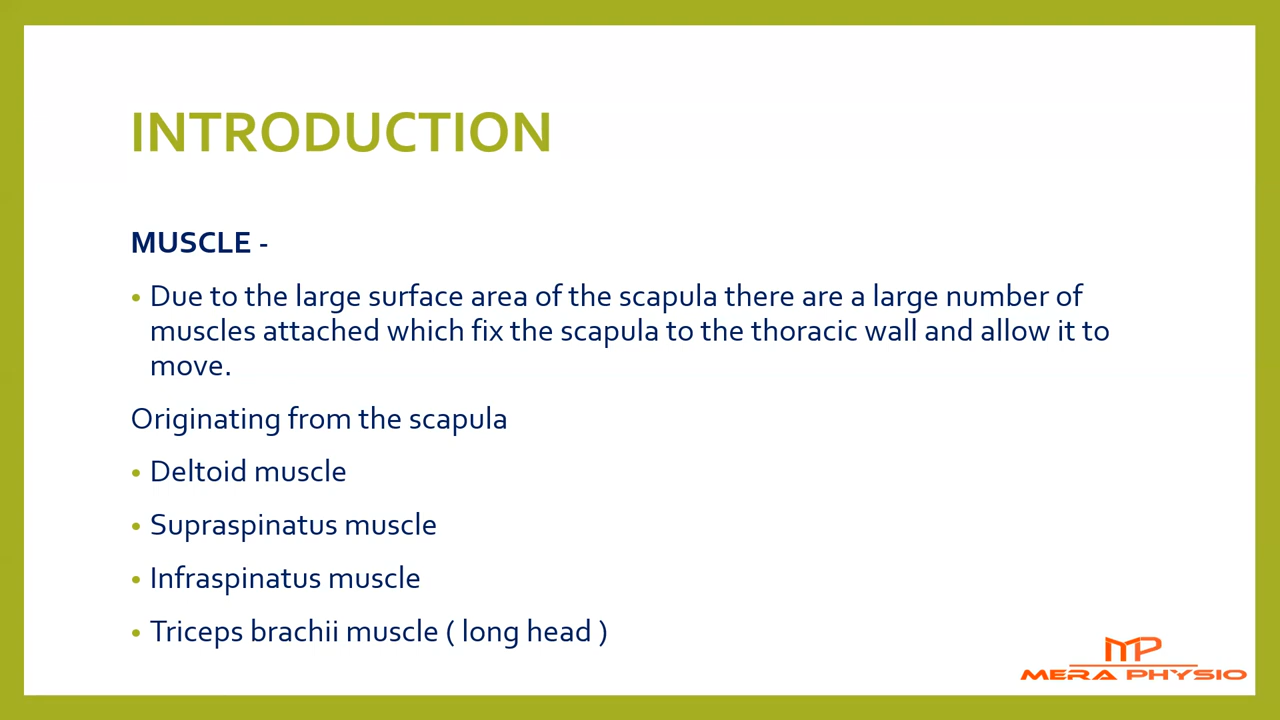 INTRODUCTION
MUSCLE -
• Due to the large surface area of the scapula there are a large number of
muscles attached which fix the scapula to the thoracic wall and allow it to
move.
Originating from the scapula
• Deltoid muscle
• Supraspinatus muscle
• Infraspinatus muscle
• Triceps brachii muscle ( long head )
MP
MERA PHYSIO